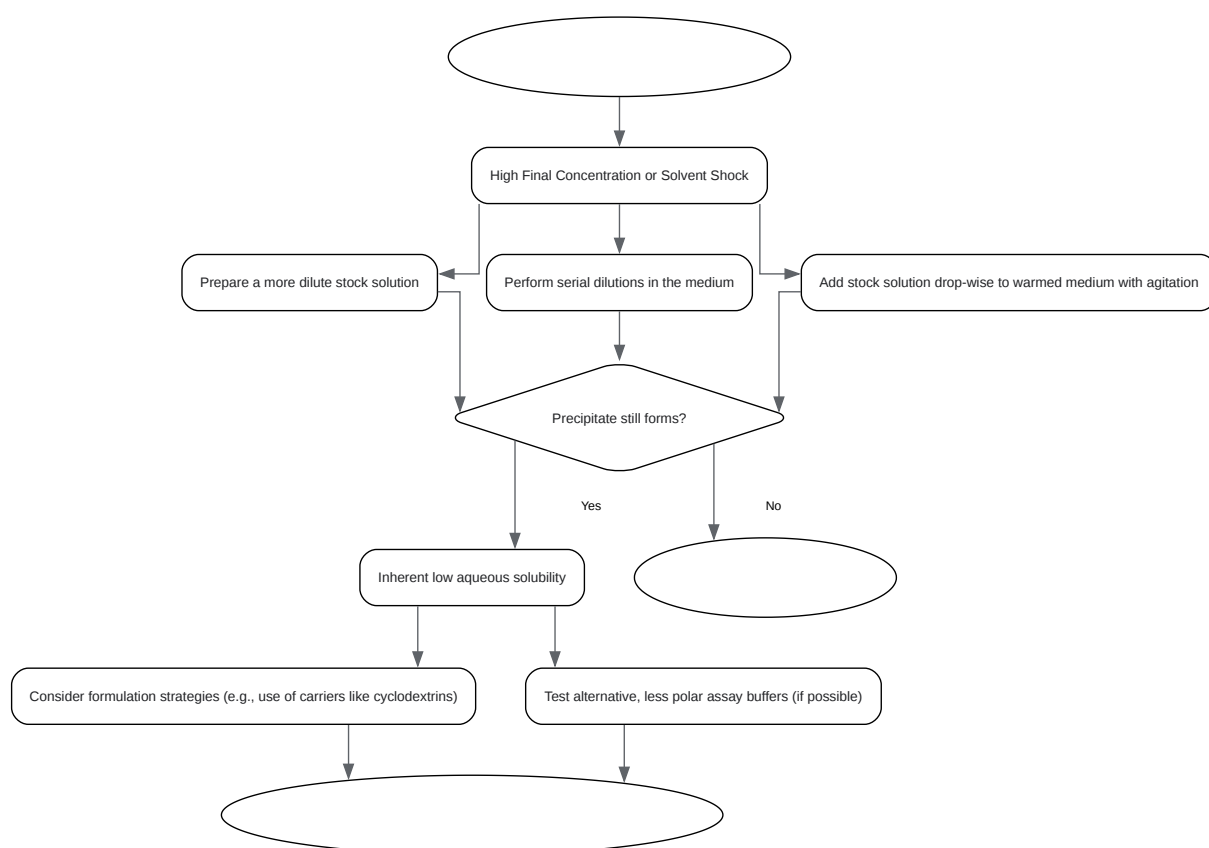 High Final Concentration or Solvent Shock
Prepare a more dilute stock solution
Perform serial dilutions in the medium
Add stock solution drop-wise to warmed medium with agitation
Precipitate still forms?
Yes
No
Inherent low aqueous solubility
Consider formulation strategies (e.g., use of carriers like cyclodextrins)
Test alternative, less polar assay buffers (if possible)